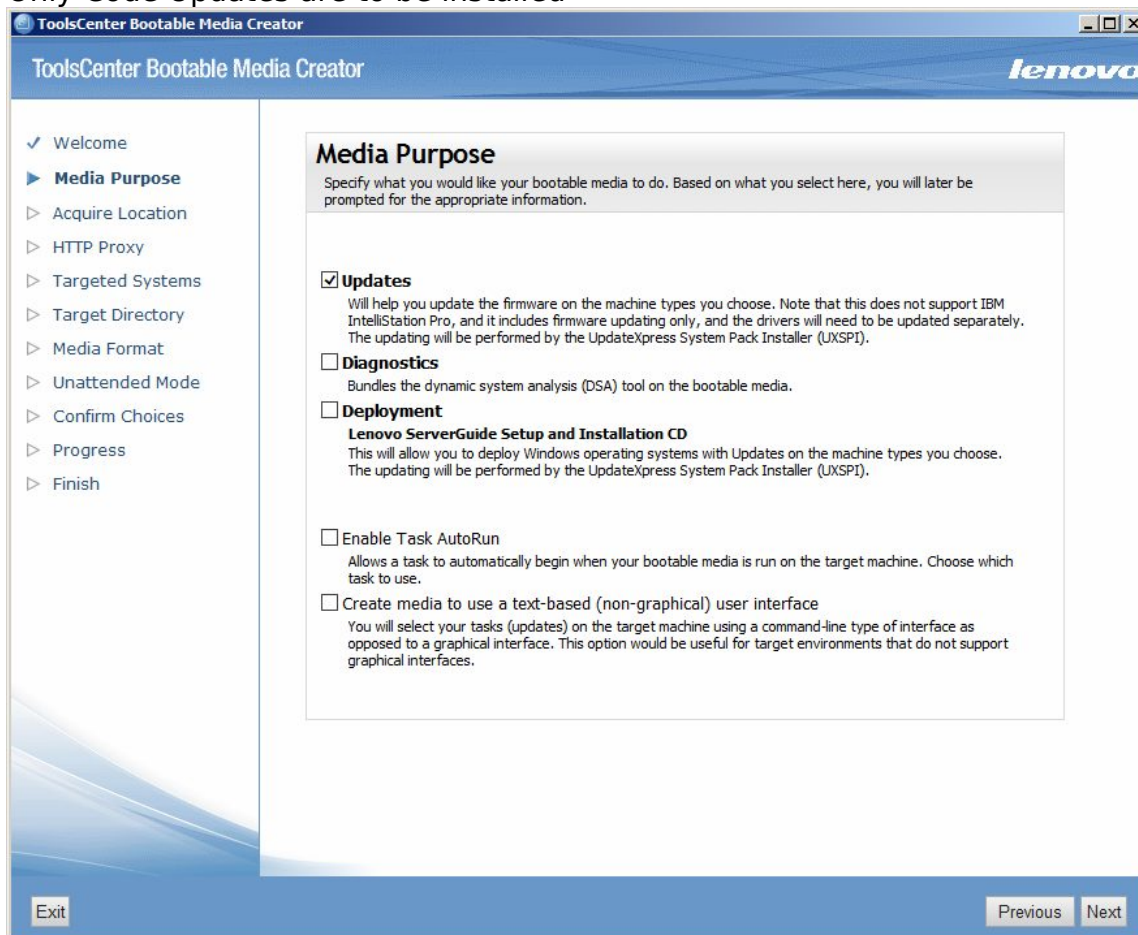 Only Code Updates are to be installed
ToolsCenter Bootable Media Creator
ToolsCenter Bootable Media Creator
lenovo
Welcome
Media Purpose
Acquire Location
HTTP Proxy
Targeted Systems
Target Directory
Media Format
Unattended Mode
Confirm Choices
Progress
Finish
Media Purpose
Specify what you would like your bootable media to do. Based on what you select here, you will later be
prompted for the appropriate information.
Updates
Will help you update the firmware on the machine types you choose. Note that this does not support IBM
IntelliStation Pro, and it includes firmware updating only, and the drivers will need to be updated separately.
The updating will be performed by the UpdateXpress System Pack Installer (UXSPI).
Diagnostics
Bundles the dynamic system analysis (DSA) tool on the bootable media.
Deployment
Lenovo ServerGuide Setup and Installation CD
This will allow you to deploy Windows operating systems with Updates on the machine types you choose.
The updating will be performed by the UpdateXpress System Pack Installer (UXSPI).
Enable Task AutoRun
Allows a task to automatically begin when your bootable media is run on the target machine. Choose which
task to use.
Create media to use a text-based (non-graphical) user interface
You will select your tasks (updates) on the target machine using a command-line type of interface as
opposed to a graphical interface. This option would be useful for target environments that do not support
graphical interfaces.
Exit
Previous
Next